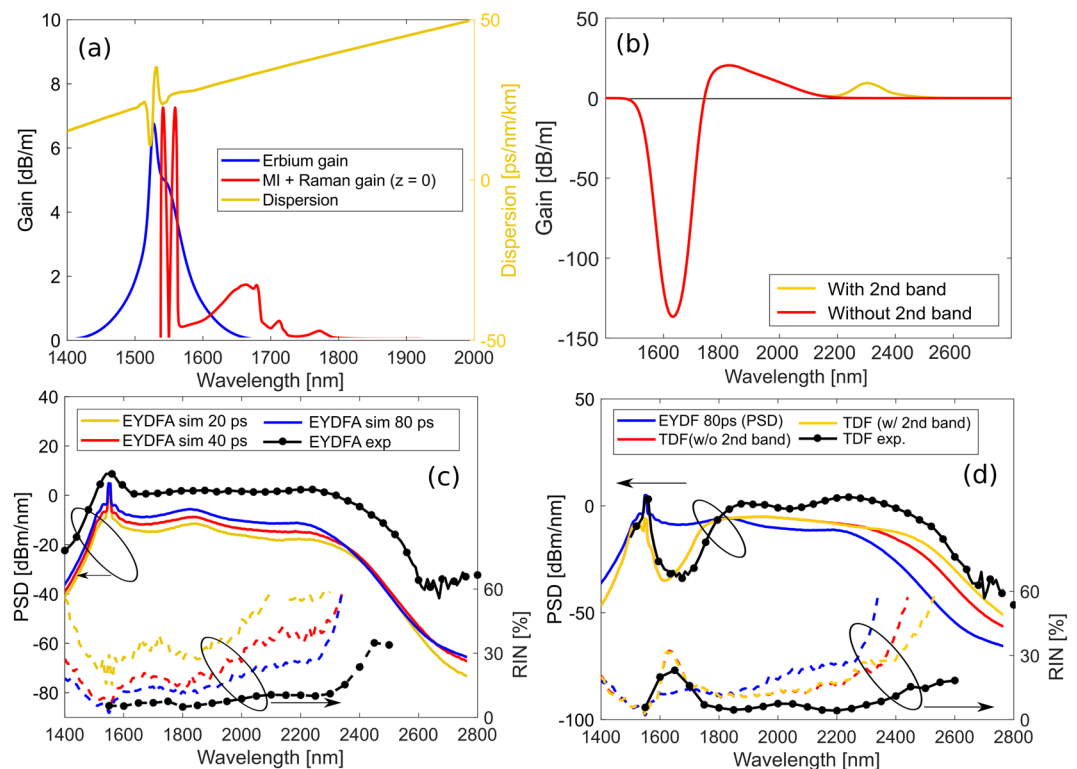 (a)
10
8
6
4
2
0
Gain [dB/m]
50
0
-50
Dispersion [ps/nm/km]
Erbium gain
MI + Raman gain (z = 0)
Dispersion
1400 1500 1600 1700 1800 1900 2000
Wavelength [nm]
(b)
50
0
-50
-100
-150
Gain [dB/m]
With 2nd band
Without 2nd band
1600 1800 2000 2200 2400 2600
Wavelength [nm]
(c)
40
20
0
-20
-40
-60
-80
PSD [dBm/nm]
EYDFA sim 20 ps EYDFA sim 80 ps
EYDFA sim 40 ps EYDFA exp
60
30
0
RIN [%]
1400 1600 1800 2000 2200 2400 2600 2800
Wavelength [nm]
(d)
50
0
-50
-100
PSD [dBm/nm]
EYDF 80ps (PSD) TDF (w/ 2nd band)
TDF(w/o 2nd band) TDF exp.
60
30
0
RIN [%]
1400 1600 1800 2000 2200 2400 2600 2800
Wavelength [nm]